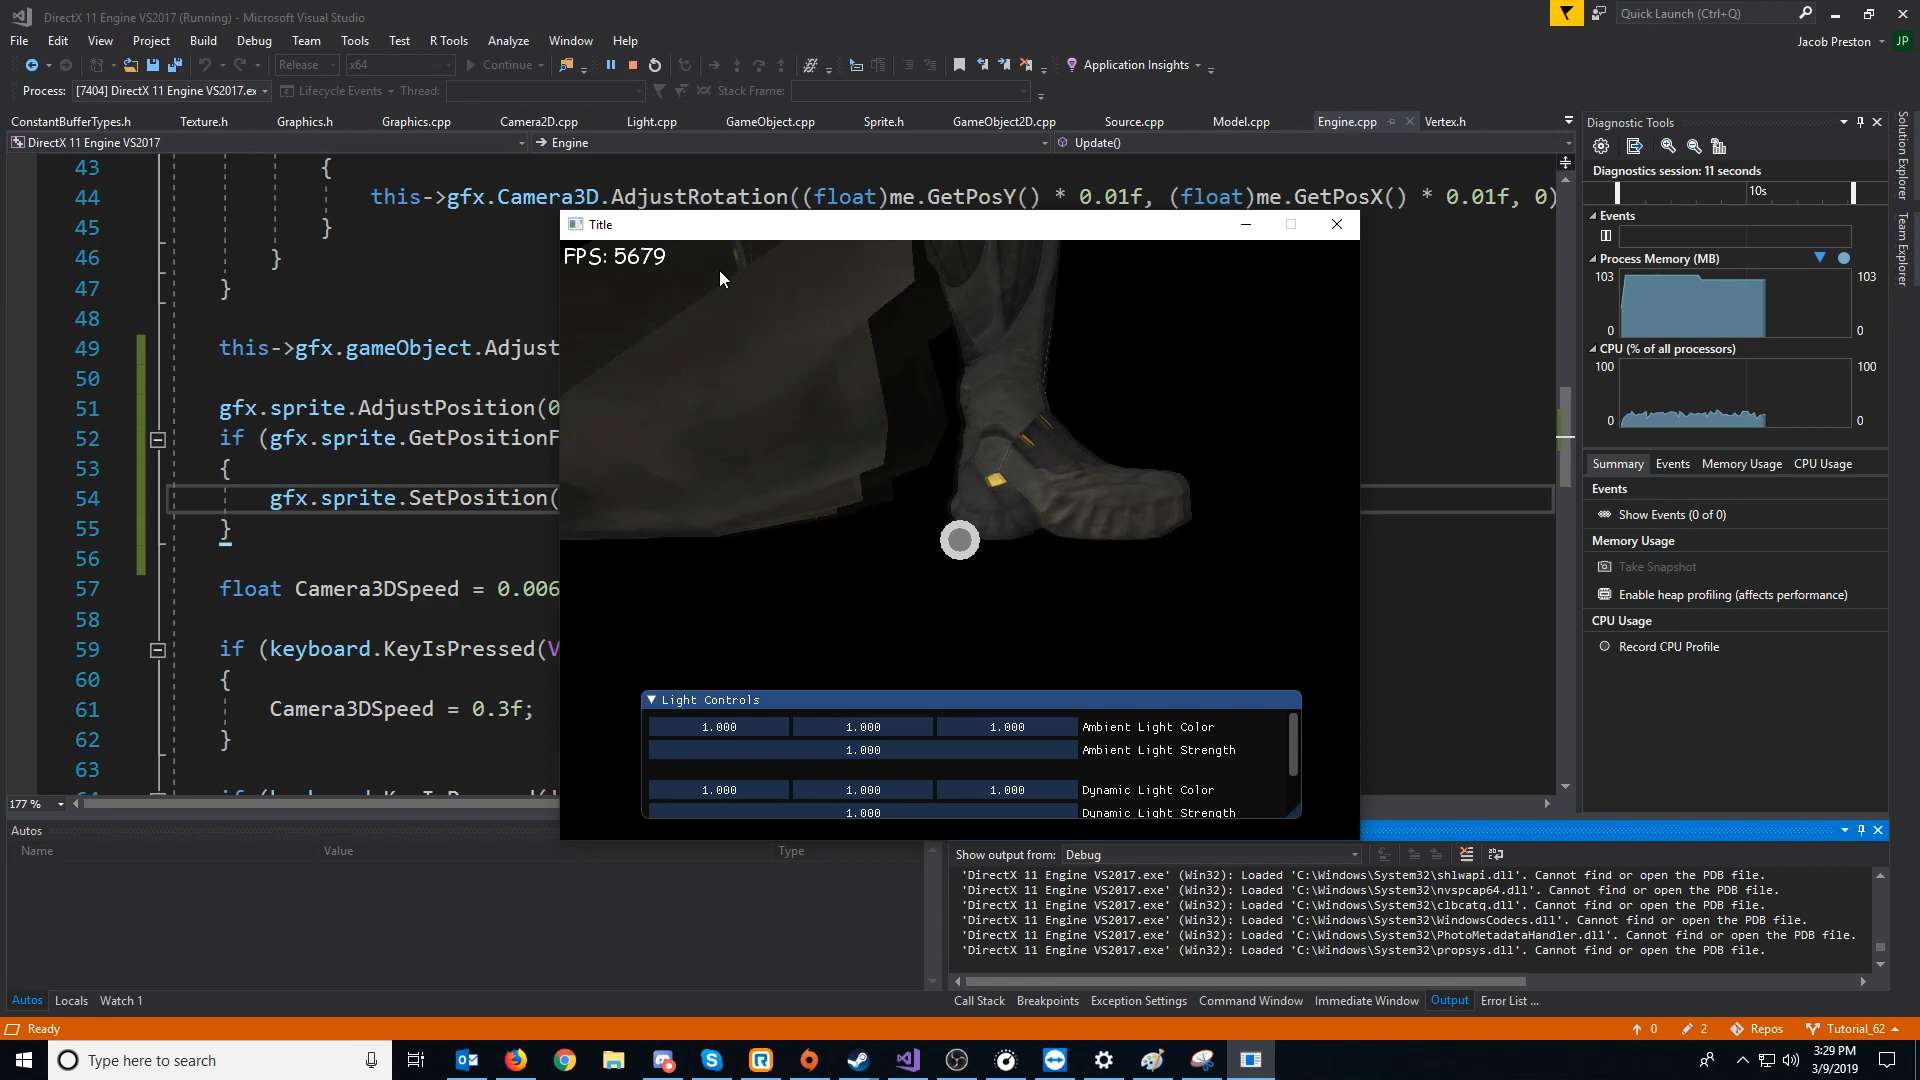 DirectX 11 Engine VS2017 (Running) - Microsoft Visual Studio
Quick Launch (Ctrl+Q)
File Edit View Project Build Debug Team Tools Test R Tools Analyze Window Help
Jacob Preston JP
Release x64 Continue Application Insights
Process: [7404] DirectX 11 Engine VS2017.ex Lifecycle Events Thread: Stack Frame:
ConstantBufferTypes.h Texture.h Graphics.h Graphics.cpp Camera2D.cpp Light.cpp GameObject.cpp Sprite.h GameObject2D.cpp Source.cpp Model.cpp Engine.cpp Vertex.h
DirectX 11 Engine VS2017 Engine Update()
43 {
44 this->gfx.Camera3D.AdjustRotation((float)me.GetPosY() * 0.01f, (float)me.GetPosX() * 0.01f, 0)
45 }
46 }
47 }
48
49 this->gfx.gameObject.Adjust
50
51 gfx.sprite.AdjustPosition(0
52 if (gfx.sprite.GetPositionF
53 {
54 gfx.sprite.SetPosition(
55 }
56
57 float Camera3DSpeed = 0.006
58
59 if (keyboard.KeyIsPressed(V
60 {
61 Camera3DSpeed = 0.3f;
62 }
63
177 %
Title
FPS: 5679
Light Controls
1.000 1.000 1.000 Ambient Light Color
1.000 Ambient Light Strength
1.000 1.000 1.000 Dynamic Light Color
1.000 Dynamic Light Strength
Diagnostic Tools
Diagnostics session: 11 seconds
10s
Events
Process Memory (MB)
103 103
0 0
CPU (% of all processors)
100 100
0 0
Summary Events Memory Usage CPU Usage
Events
Show Events (0 of 0)
Memory Usage
Take Snapshot
Enable heap profiling (affects performance)
CPU Usage
Record CPU Profile
Solution Explorer
Team Explorer
Autos
Name Value Type
Autos Locals Watch 1
Show output from: Debug
'DirectX 11 Engine VS2017.exe' (Win32): Loaded 'C:\Windows\System32\shlwapi.dll'. Cannot find or open the PDB file.
'DirectX 11 Engine VS2017.exe' (Win32): Loaded 'C:\Windows\System32\nvspcap64.dll'. Cannot find or open the PDB file.
'DirectX 11 Engine VS2017.exe' (Win32): Loaded 'C:\Windows\System32\clbcatq.dll'. Cannot find or open the PDB file.
'DirectX 11 Engine VS2017.exe' (Win32): Loaded 'C:\Windows\System32\WindowsCodecs.dll'. Cannot find or open the PDB file.
'DirectX 11 Engine VS2017.exe' (Win32): Loaded 'C:\Windows\System32\PhotoMetadataHandler.dll'. Cannot find or open the PDB file.
'DirectX 11 Engine VS2017.exe' (Win32): Loaded 'C:\Windows\System32\propsys.dll'. Cannot find or open the PDB file.
Call Stack Breakpoints Exception Settings Command Window Immediate Window Output Error List ...
Ready 0 2 Repos Tutorial_62
Type here to search
3:29 PM
3/9/2019